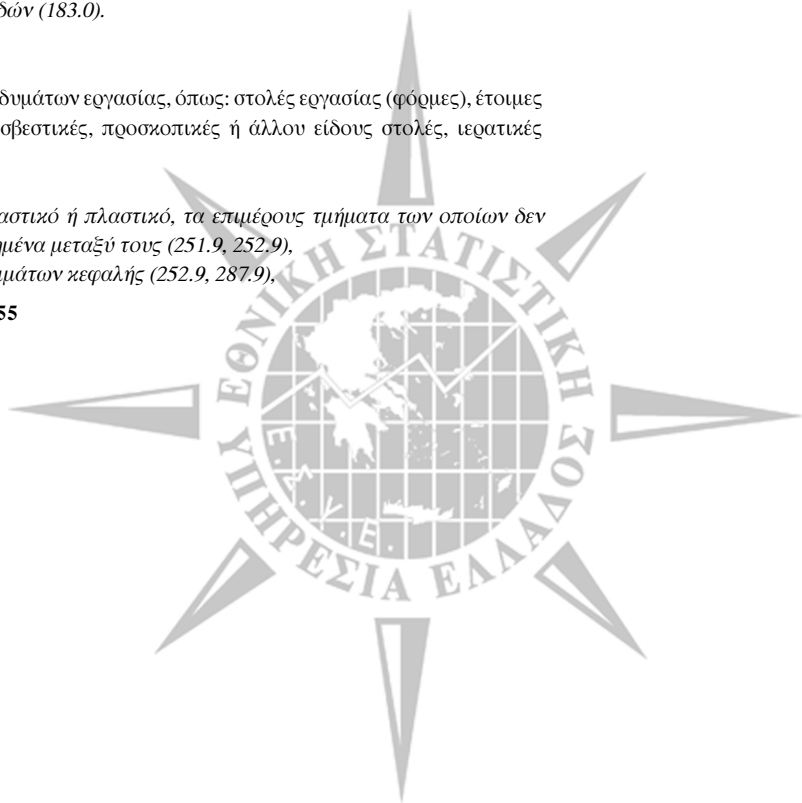 δών (183.0).
δυμάτων εργασίας, όπως: στολές εργασίας (φόρμες), έτοιμες
σβεστικές, προσκοπικές ή άλλου είδους στολές, ιερατικές
αστικό ή πλαστικό, τα επιμέρους τμήματα των οποίων δεν
ημένα μεταξύ τους (251.9, 252.9),
ιμάτων κεφαλής (252.9, 287.9),
55
ΕΘΝΙΚΗ ΣΤΑΤΙΣΤΙΚΗ
ΥΠΗΡΕΣΙΑ ΕΛΛΑΔΟΣ
Ε.Σ.Υ.Ε.